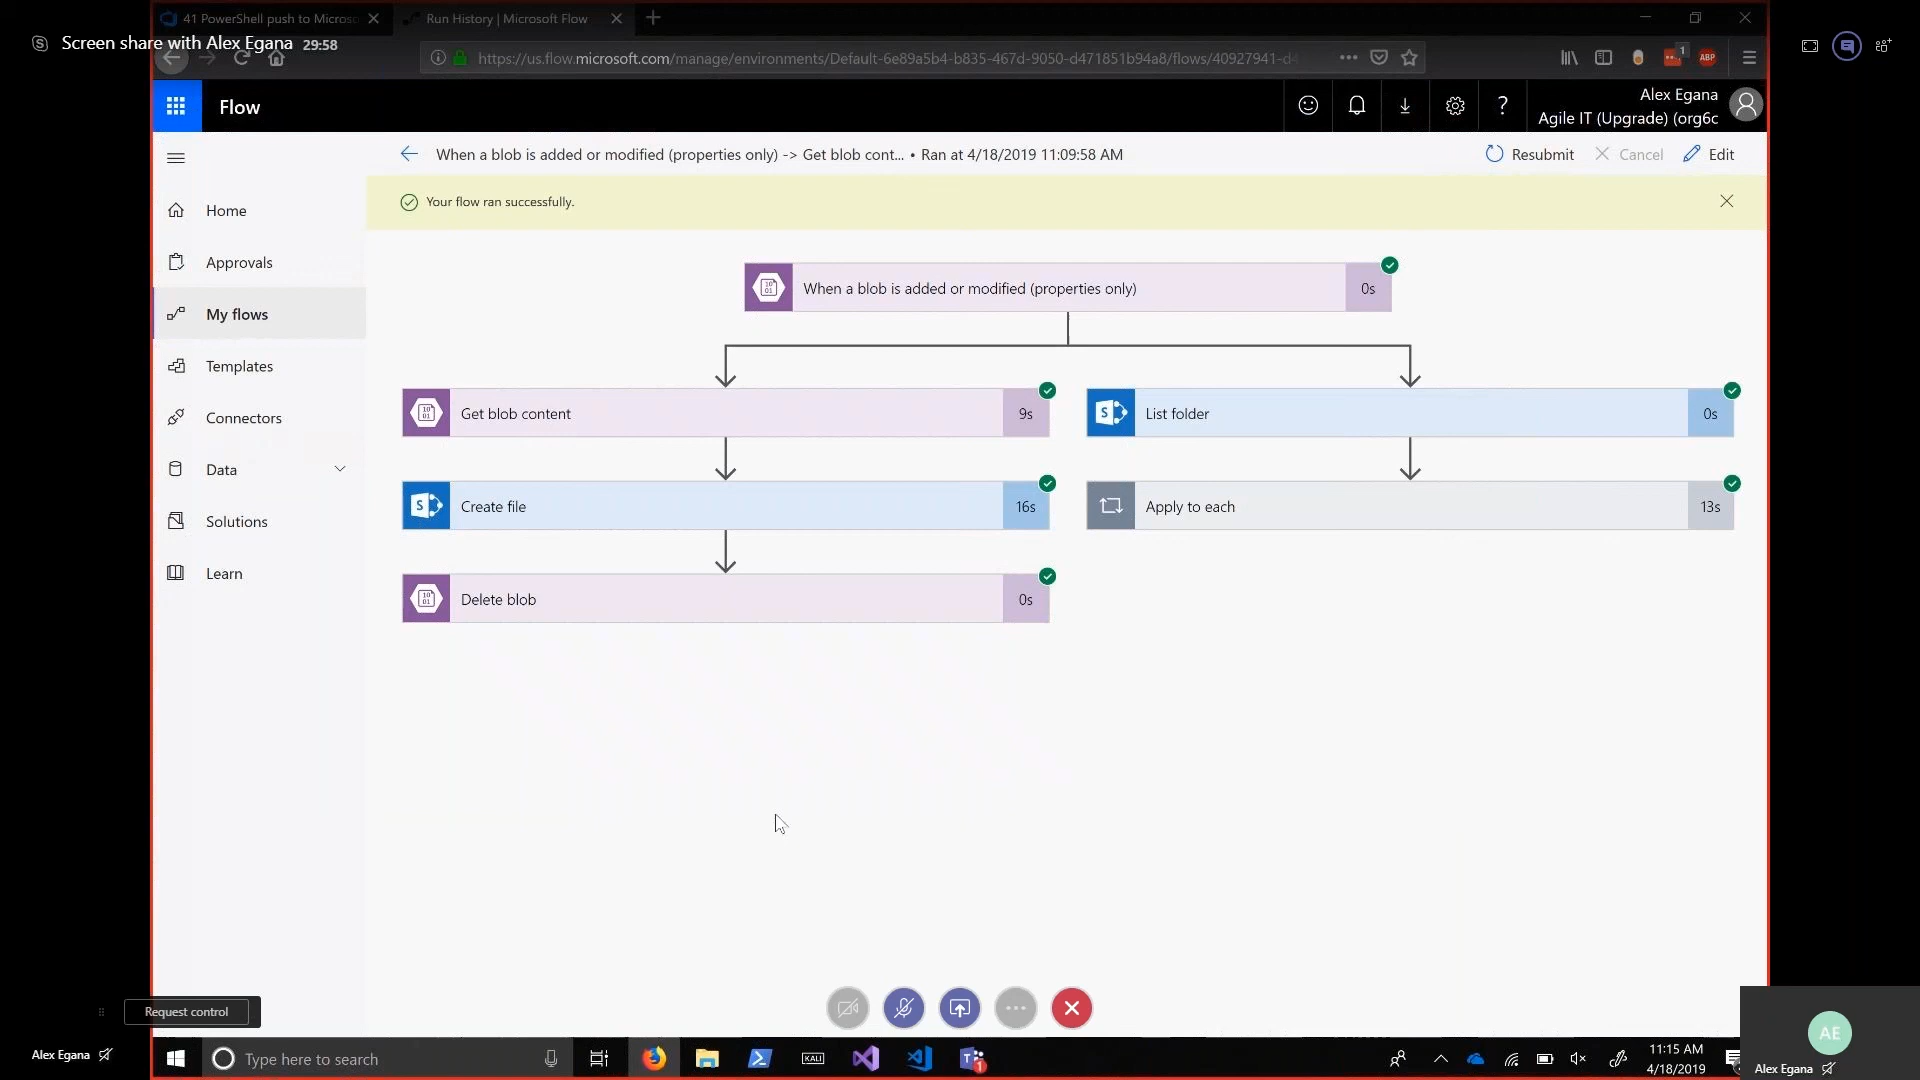 41 PowerShell push to Microso
Run History | Microsoft Flow
Screen share with Alex Egana 29:58
https://us.flow.microsoft.com/manage/environments/Default-6e89a5b4-b835-467d-9050-d471851b94a8/flows/40927941-d4
1
ABP
Flow
?
Alex Egana
Agile IT (Upgrade) (org6c
When a blob is added or modified (properties only) -> Get blob cont... • Ran at 4/18/2019 11:09:58 AM
Resubmit
Cancel
Edit
Your flow ran successfully.
Home
Approvals
My flows
Templates
Connectors
Data
Solutions
Learn
When a blob is added or modified (properties only)
0s
Get blob content
9s
List folder
0s
Create file
16s
Apply to each
13s
Delete blob
0s
Request control
Alex Egana
Type here to search
KALI
1
11:15 AM
4/18/2019
AE
Alex Egana